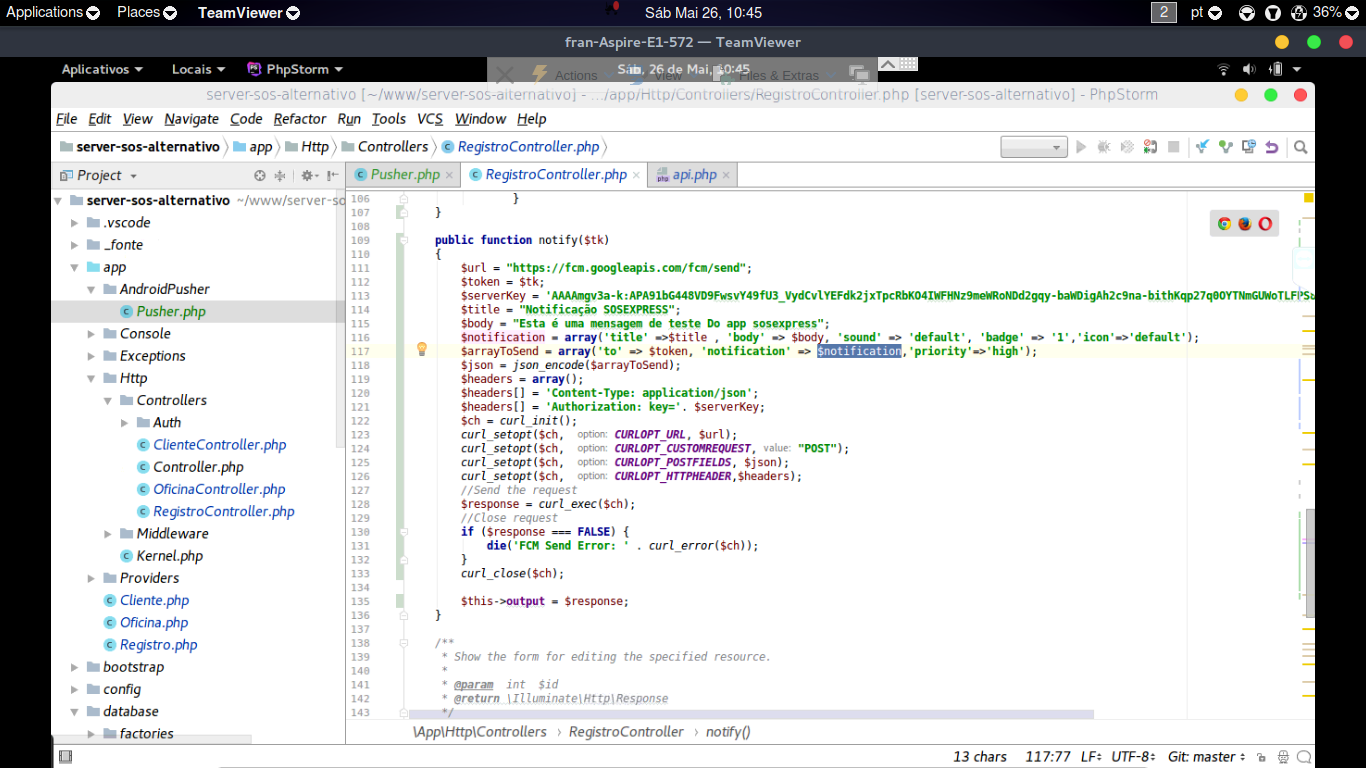 Applications Places TeamViewer Sáb Mai 26, 10:45 2 pt 36%
fran-Aspire-E1-572 — TeamViewer
Aplicativos Locais PhpStorm Actions Sáb, 26 de Mai, 10:45 View Files & Extras
server-sos-alternativo [~/www/server-sos-alternativo] - .../app/Http/Controllers/RegistroController.php [server-sos-alternativo] - PhpStorm
File Edit View Navigate Code Refactor Run Tools VCS Window Help
server-sos-alternativo app Http Controllers RegistroController.php
Project Pusher.php RegistroController.php api.php
server-sos-alternativo ~/www/server-so
.vscode
_fonte
app
AndroidPusher
Pusher.php
Console
Exceptions
Http
Controllers
Auth
ClienteController.php
Controller.php
OficinaController.php
RegistroController.php
Middleware
Kernel.php
Providers
Cliente.php
Oficina.php
Registro.php
bootstrap
config
database
factories
106 }
107 }
108
109 public function notify($tk)
110 {
111 $url = "https://fcm.googleapis.com/fcm/send";
112 $token = $tk;
113 $serverKey = 
114 $title = "Notificação SOSEXPRESS";
115 $body = "Esta é uma mensagem de teste Do app sosexpress";
116 $notification = array('title' =>$title , 'body' => $body, 'sound' => 'default', 'badge' => '1','icon'=>'default');
117 $arrayToSend = array('to' => $token, 'notification' => $notification,'priority'=>'high');
118 $json = json_encode($arrayToSend);
119 $headers = array();
120 $headers[] = 'Content-Type: application/json';
121 $headers[] = 'Authorization: key='. $serverKey;
122 $ch = curl_init();
123 curl_setopt($ch, option: CURLOPT_URL, $url);
124 curl_setopt($ch, option: CURLOPT_CUSTOMREQUEST, value: "POST");
125 curl_setopt($ch, option: CURLOPT_POSTFIELDS, $json);
126 curl_setopt($ch, option: CURLOPT_HTTPHEADER,$headers);
127 //Send the request
128 $response = curl_exec($ch);
129 //Close request
130 if ($response === FALSE) {
131 die('FCM Send Error: ' . curl_error($ch));
132 }
133 curl_close($ch);
134
135 $this->output = $response;
136 }
137
138 /**
139 * Show the form for editing the specified resource.
140 *
141 * @param int $id
142 * @return \Illuminate\Http\Response
143 */
\App\Http\Controllers › RegistroController › notify()
13 chars 117:77 LF UTF-8 Git: master